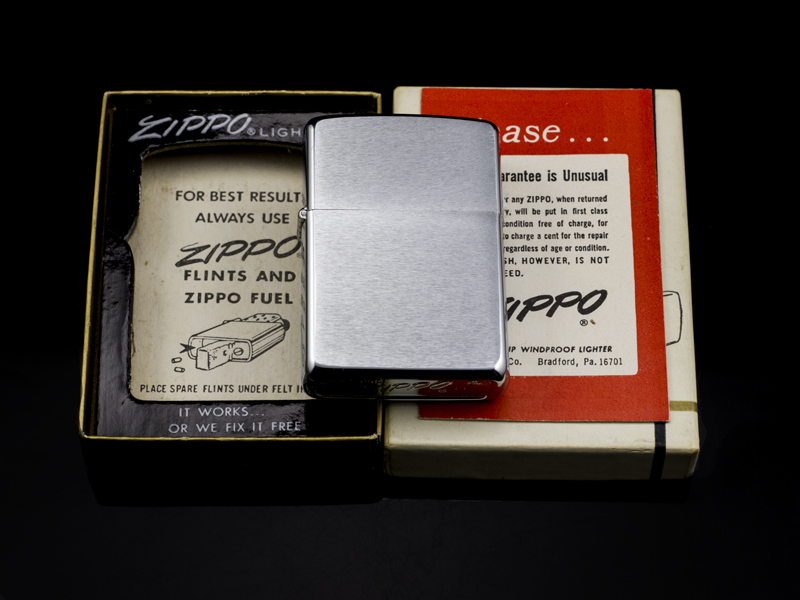 ZIPPO® LIGH
FOR BEST RESULT
ALWAYS USE
ZIPPO
FLINTS AND
ZIPPO FUEL
PLACE SPARE FLINTS UNDER FELT
IT WORKS...
OR WE FIX IT FREE
ase...
arantee is Unusual
r any ZIPPO, when returned
y, will be put in first class
condition free of charge, for
to charge a cent for the repair
regardless of age or condition.
SH, HOWEVER, IS NOT
EED.
ZIPPO
®
UP WINDPROOF LIGHTER
Co. Bradford, Pa. 16701
ZIPPO